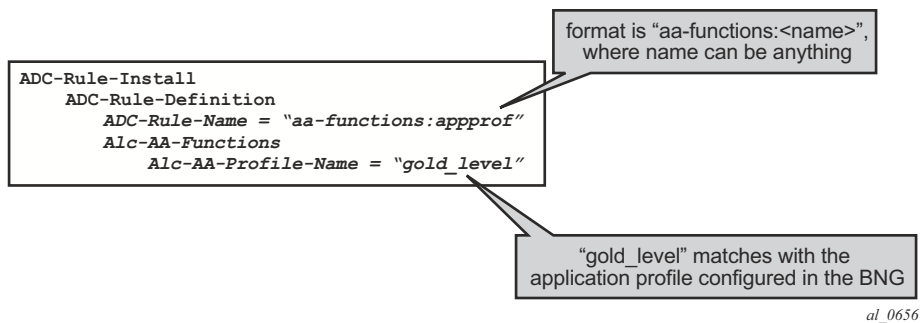 format is “aa-functions:<name>”,
where name can be anything
ADC-Rule-Install
ADC-Rule-Definition
ADC-Rule-Name = “aa-functions:appprof”
Alc-AA-Functions
Alc-AA-Profile-Name = “gold_level”
“gold_level” matches with the
application profile configured in the BNG
al_0656